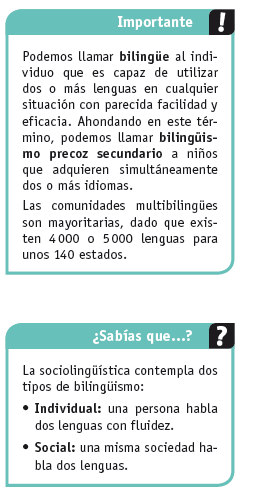 Importante !
Podemos llamar bilingüe al indi-
viduo que es capaz de utilizar
dos o más lenguas en cualquier
situación con parecida facilidad y
eficacia. Ahondando en este tér-
mino, podemos llamar bilingüis-
mo precoz secundario a niños
que adquieren simultáneamente
dos o más idiomas.
Las comunidades multibilingües
son mayoritarias, dado que exis-
ten 4 000 o 5 000 lenguas para
unos 140 estados.
¿Sabías que...? ?
La sociolingüística contempla dos
tipos de bilingüismo:
• Individual: una persona habla
dos lenguas con fluidez.
• Social: una misma sociedad ha-
bla dos lenguas.